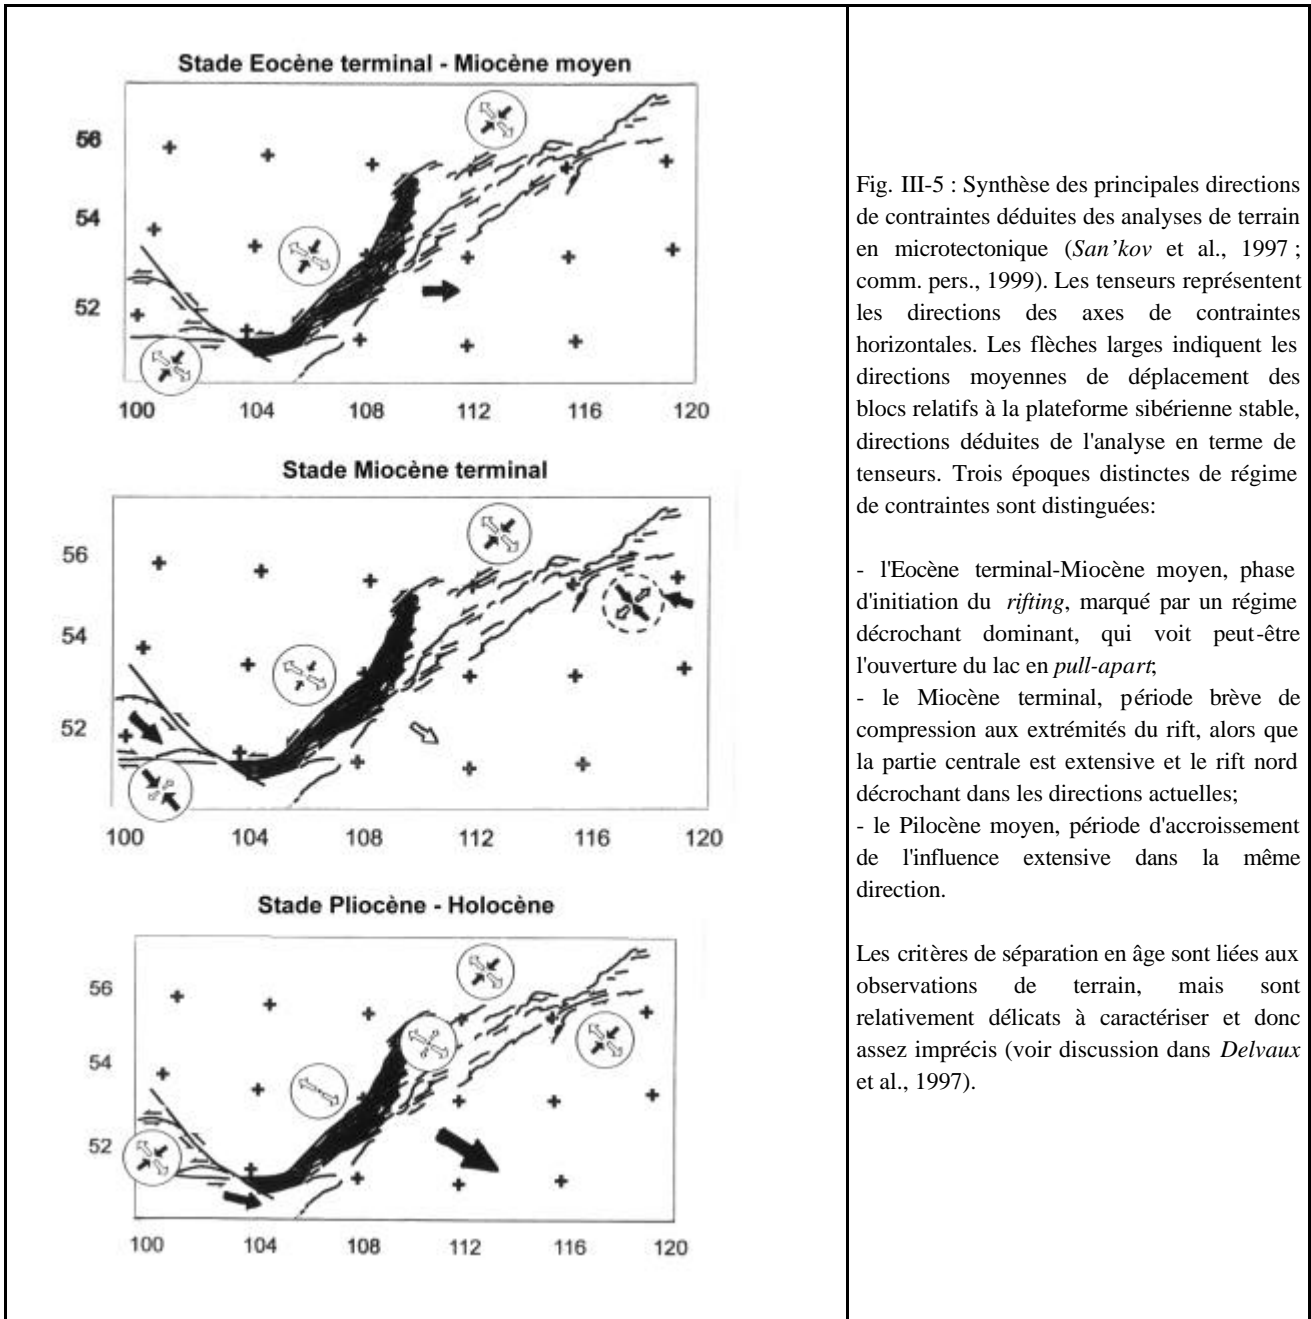 Stade Eocène terminal - Miocène moyen
56
54
52
100 104 108 112 116 120
Stade Miocène terminal
56
54
52
100 104 108 112 116 120
Stade Pliocène - Holocène
56
54
52
100 104 108 112 116 120
Fig. III-5 : Synthèse des principales directions
de contraintes déduites des analyses de terrain
en microtectonique (San’kov et al., 1997 ;
comm. pers., 1999). Les tenseurs représentent
les directions des axes de contraintes
horizontales. Les flèches larges indiquent les
directions moyennes de déplacement des
blocs relatifs à la plateforme sibérienne stable,
directions déduites de l'analyse en terme de
tenseurs. Trois époques distinctes de régime
de contraintes sont distinguées:
- l'Eocène terminal-Miocène moyen, phase
d'initiation du rifting, marqué par un régime
décrochant dominant, qui voit peut-être
l'ouverture du lac en pull-apart;
- le Miocène terminal, période brève de
compression aux extrémités du rift, alors que
la partie centrale est extensive et le rift nord
décrochant dans les directions actuelles;
- le Pilocène moyen, période d'accroissement
de l'influence extensive dans la même
direction.
Les critères de séparation en âge sont liées aux
observations de terrain, mais sont
relativement délicats à caractériser et donc
assez imprécis (voir discussion dans Delvaux
et al., 1997).